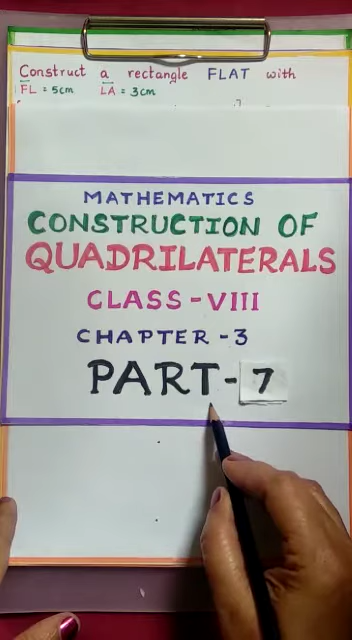 Construct a rectangle FLAT with
FL = 5cm LA = 3cm
MATHEMATICS
CONSTRUCTION OF
QUADRILATERALS
CLASS-VIII
CHAPTER-3
PART-7